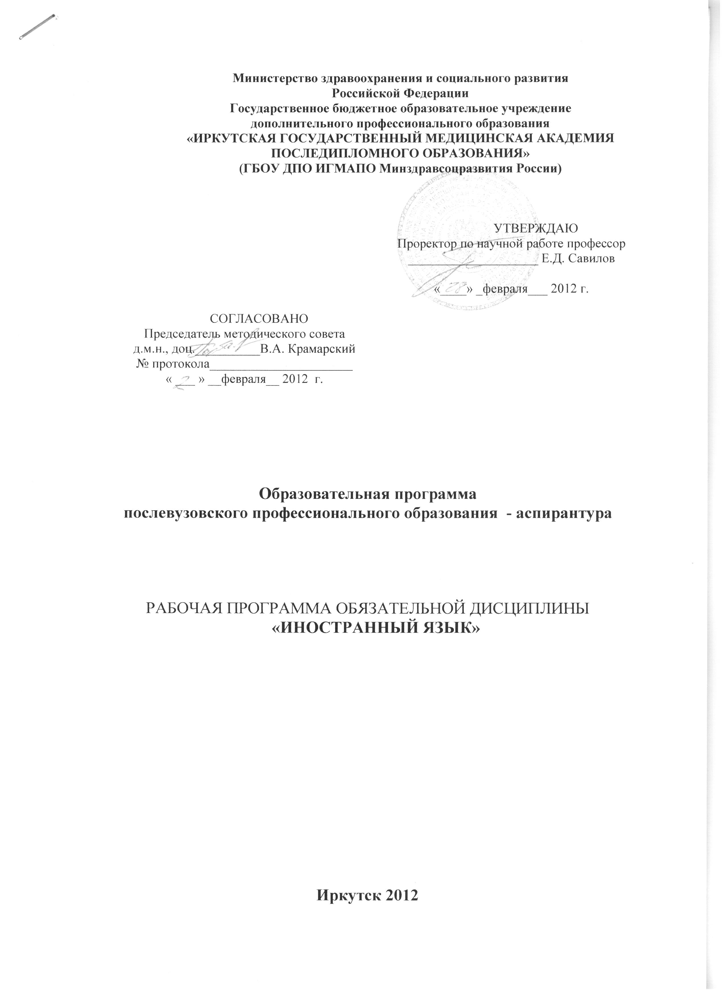 Министерство здравоохранения и социального развития
Российской Федерации
Государственное бюджетное образовательное учреждение
дополнительного профессионального образования
«ИРКУТСКАЯ ГОСУДАРСТВЕННЫЙ МЕДИЦИНСКАЯ АКАДЕМИЯ
ПОСЛЕДИПЛОМНОГО ОБРАЗОВАНИЯ»
(ГБОУ ДПО ИГМАПО Минздравсоцразвития России)
УТВЕРЖДАЮ
Проректор по научной работе профессор
____________________ Е.Д. Савилов
«28» _февраля___ 2012 г.
СОГЛАСОВАНО
Председатель методического совета
д.м.н., доц.__________В.А. Крамарский
№ протокола______________________
« 2 » __февраля__ 2012 г.
Образовательная программа
послевузовского профессионального образования - аспирантура
РАБОЧАЯ ПРОГРАММА ОБЯЗАТЕЛЬНОЙ ДИСЦИПЛИНЫ
«ИНОСТРАННЫЙ ЯЗЫК»
Иркутск 2012